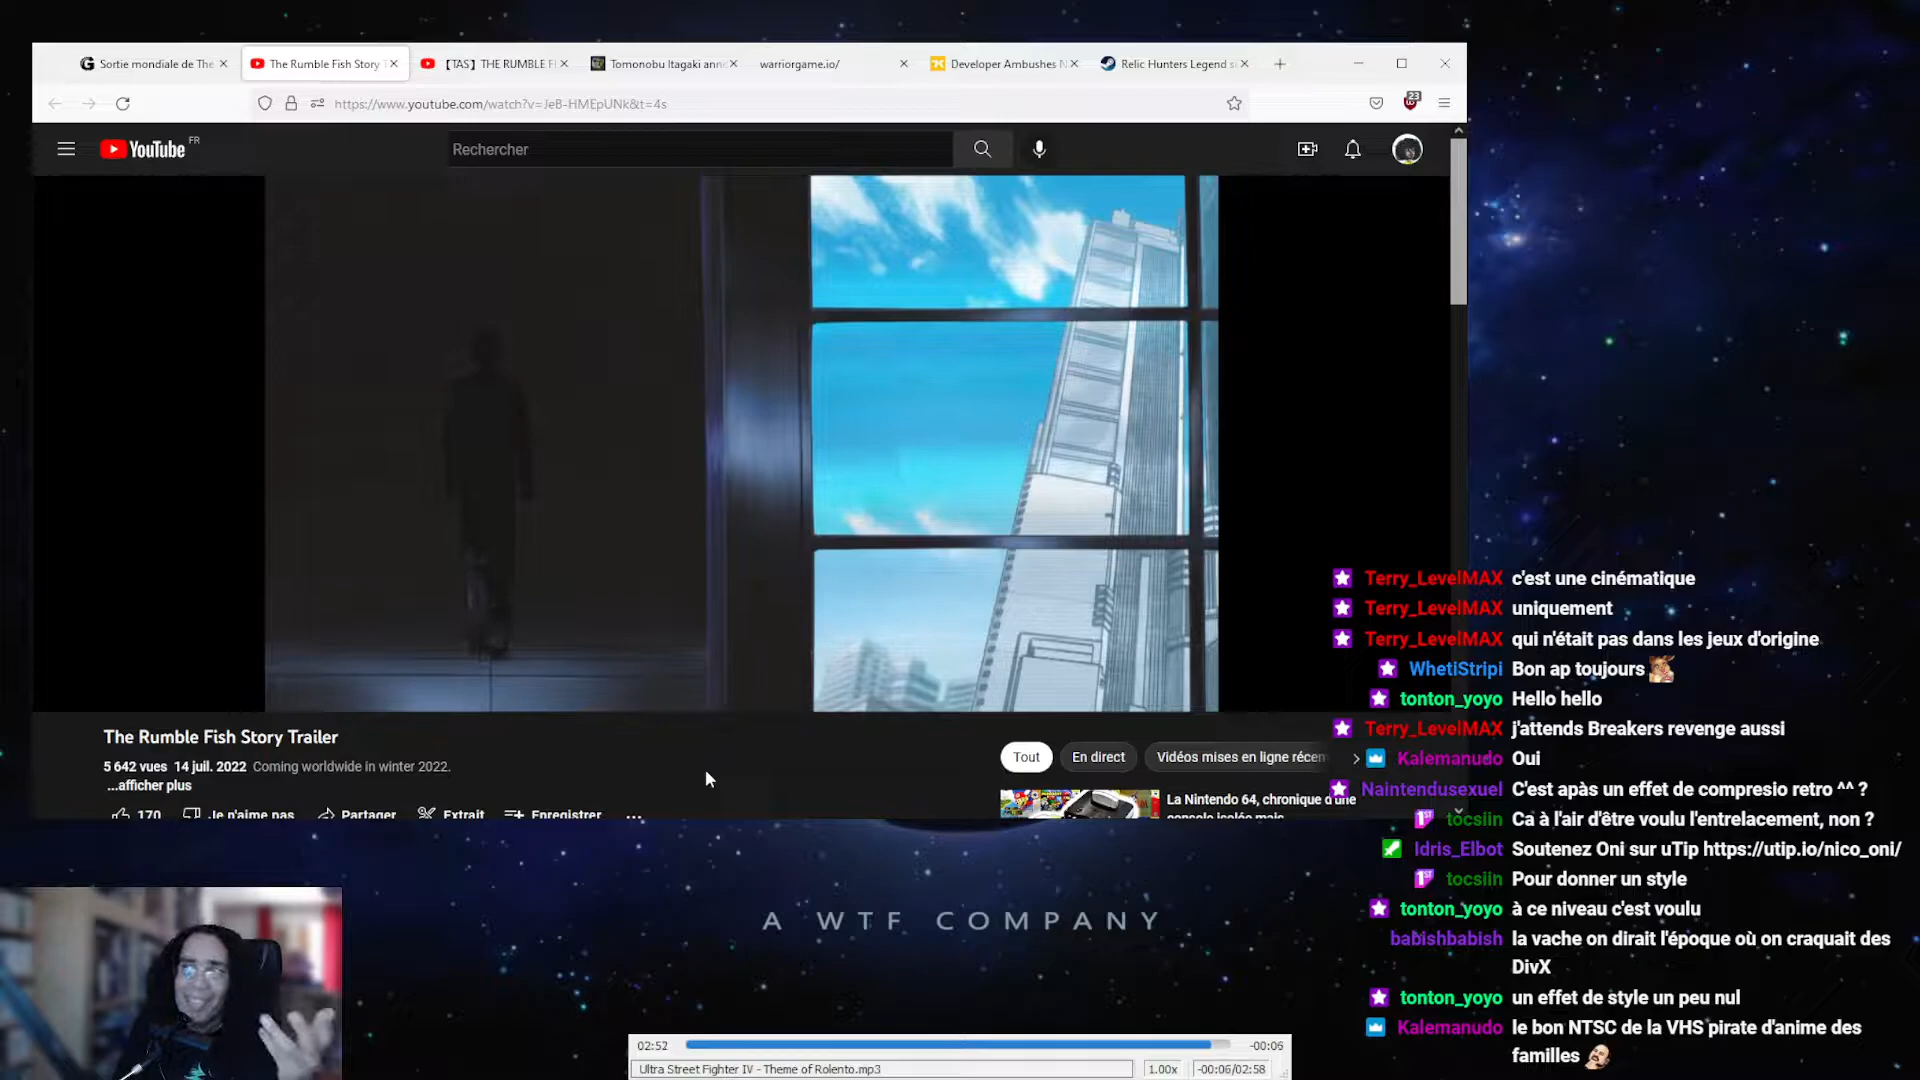 Sortie mondiale de The
The Rumble Fish Story T
【TAS】THE RUMBLE FI
Tomonobu Itagaki ann
warriorgame.io/
Developer Ambushes N
Relic Hunters Legend s
https://www.youtube.com/watch?v=JeB-HMEpUNk&t=4s
23
YouTube FR
Rechercher
The Rumble Fish Story Trailer
5 642 vues 14 juil. 2022 Coming worldwide in winter 2022.
...afficher plus
170 Je n'aime pas Partager Extrait Enregistrer ...
Tout En direct Vidéos mises en ligne récem
La Nintendo 64, chronique d'une
console isolée mais
Terry_LevelMAX c'est une cinématique
Terry_LevelMAX uniquement
Terry_LevelMAX qui n'était pas dans les jeux d'origine
WhetiStripi Bon ap toujours
tonton_yoyo Hello hello
Terry_LevelMAX j'attends Breakers revenge aussi
Kalemanudo Oui
Naintendusexuel C'est apàs un effet de compresio retro ^^ ?
1ST tocsiin Ca à l'air d'être voulu l'entrelacement, non ?
Idris_Elbot Soutenez Oni sur uTip https://utip.io/nico_oni/
1ST tocsiin Pour donner un style
tonton_yoyo à ce niveau c'est voulu
babishbabish la vache on dirait l'époque où on craquait des
DivX
tonton_yoyo un effet de style un peu nul
Kalemanudo le bon NTSC de la VHS pirate d'anime des
familles
A WTF COMPANY
02:52 -00:06
Ultra Street Fighter IV - Theme of Rolento.mp3 1.00x -00:06/02:58